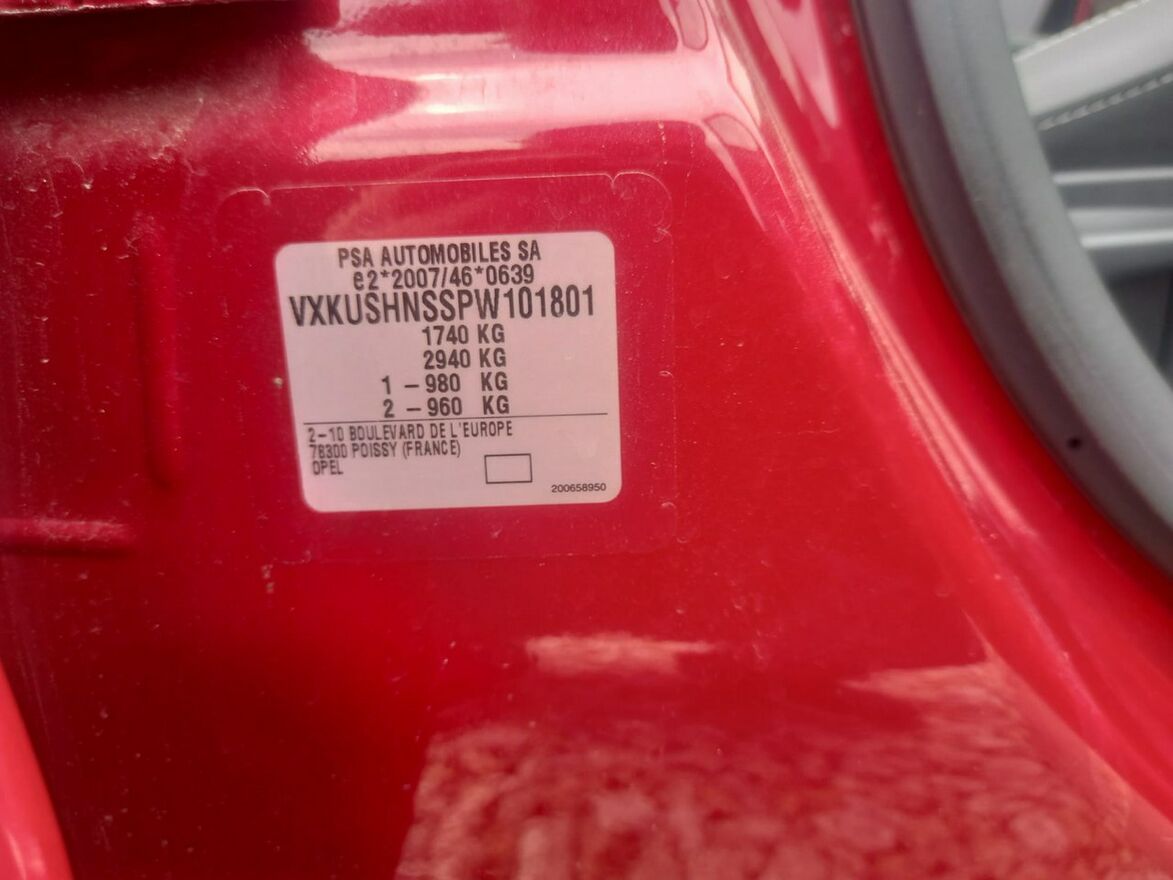 PSA AUTOMOBILES SA
e2*2007/46*0639
VXKUSHNSSPW101801
1740 KG
2940 KG
1 – 980 KG
2 – 960 KG
2–10 BOULEVARD DE L'EUROPE
78300 POISSY (FRANCE)
OPEL
200658950